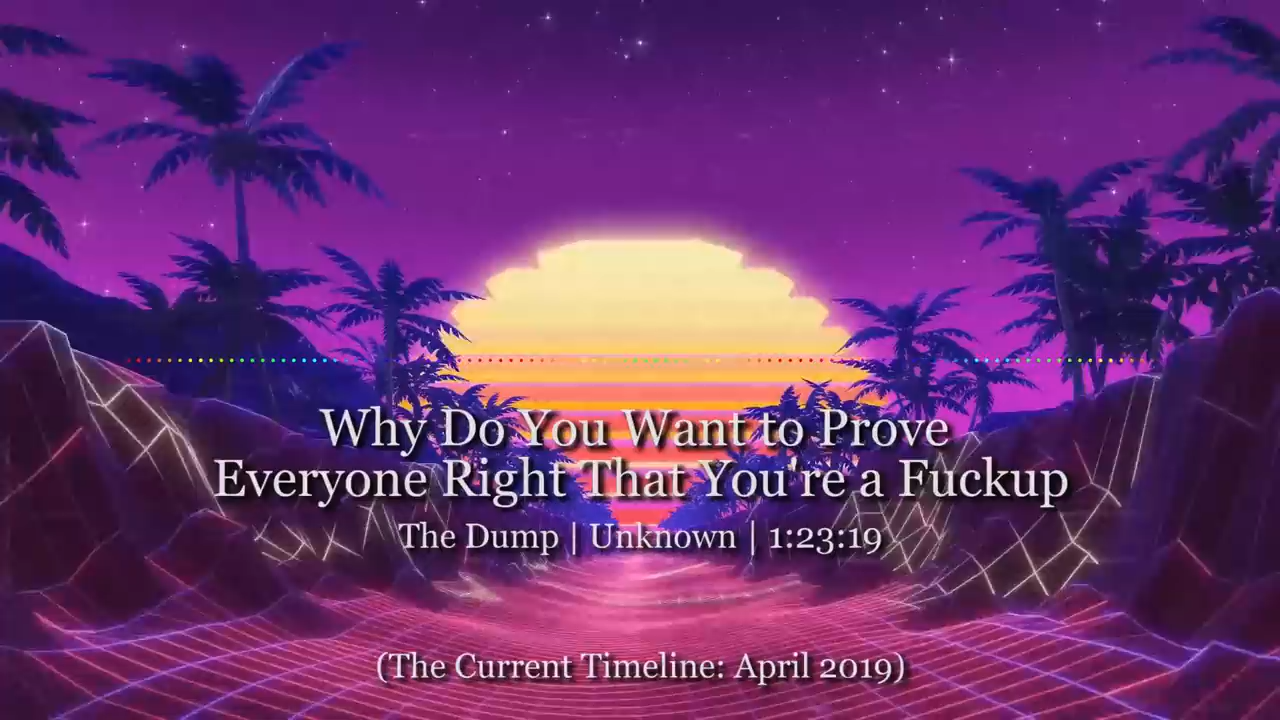 Why Do You Want to Prove
Everyone Right That You're a Fuckup
The Dump | Unknown | 1:23:19
(The Current Timeline: April 2019)